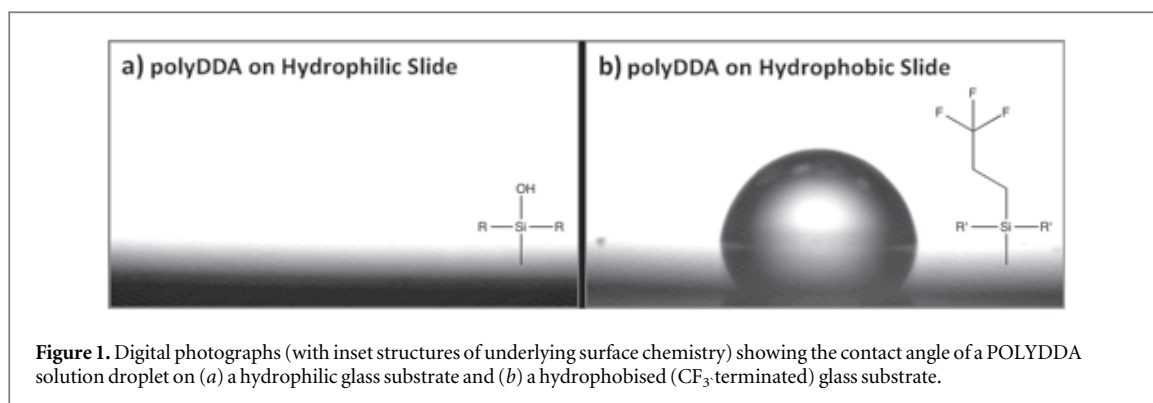 a) polyDDA on Hydrophilic Slide
b) polyDDA on Hydrophobic Slide
F
F F
OH
R—Si—R
R'—Si—R'
Figure 1. Digital photographs (with inset structures of underlying surface chemistry) showing the contact angle of a POLYDDA
solution droplet on (a) a hydrophilic glass substrate and (b) a hydrophobised (CF₃-terminated) glass substrate.